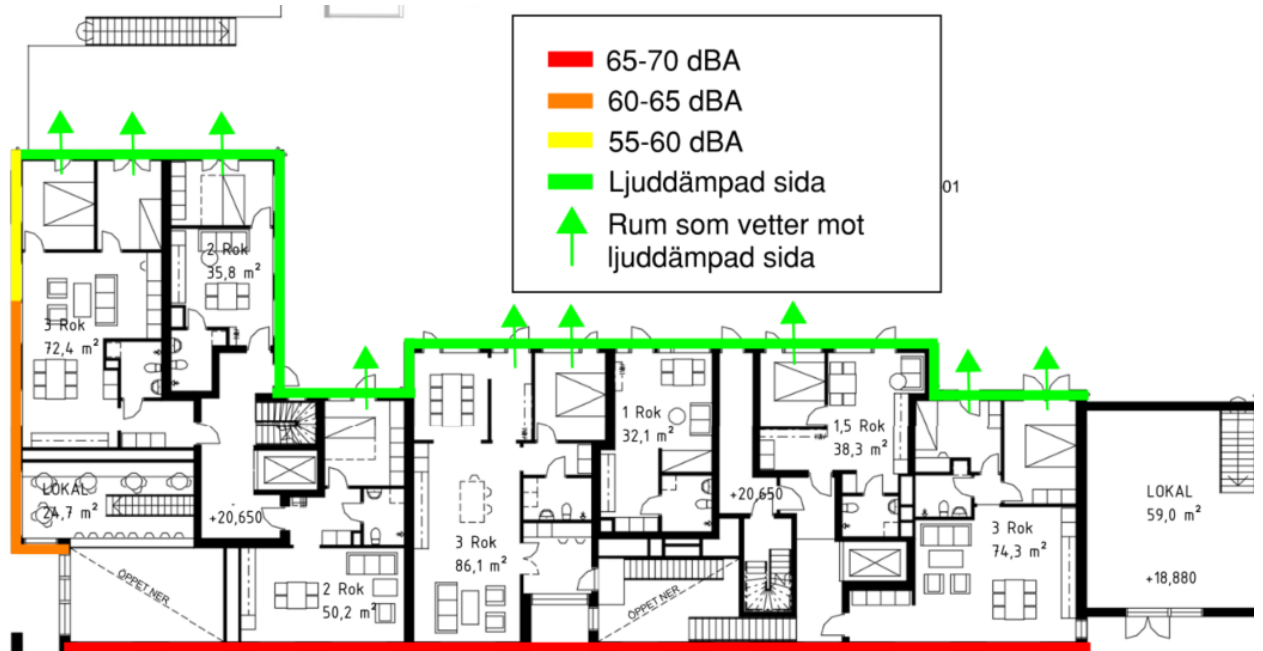 65-70 dBA
60-65 dBA
55-60 dBA
Ljuddämpad sida
01
Rum som vetter mot
ljuddämpad sida
2 Rok
35,8 m²
3 Rok
72,4 m²
1 Rok
32,1 m²
1,5 Rok
38,3 m²
LOKAL
24,7 m²
+20,650
+20,650
LOKAL
59,0 m²
+18,880
3 Rok
86,1 m²
3 Rok
74,3 m²
ÖPPET NER
2 Rok
50,2 m²
ÖPPET NER